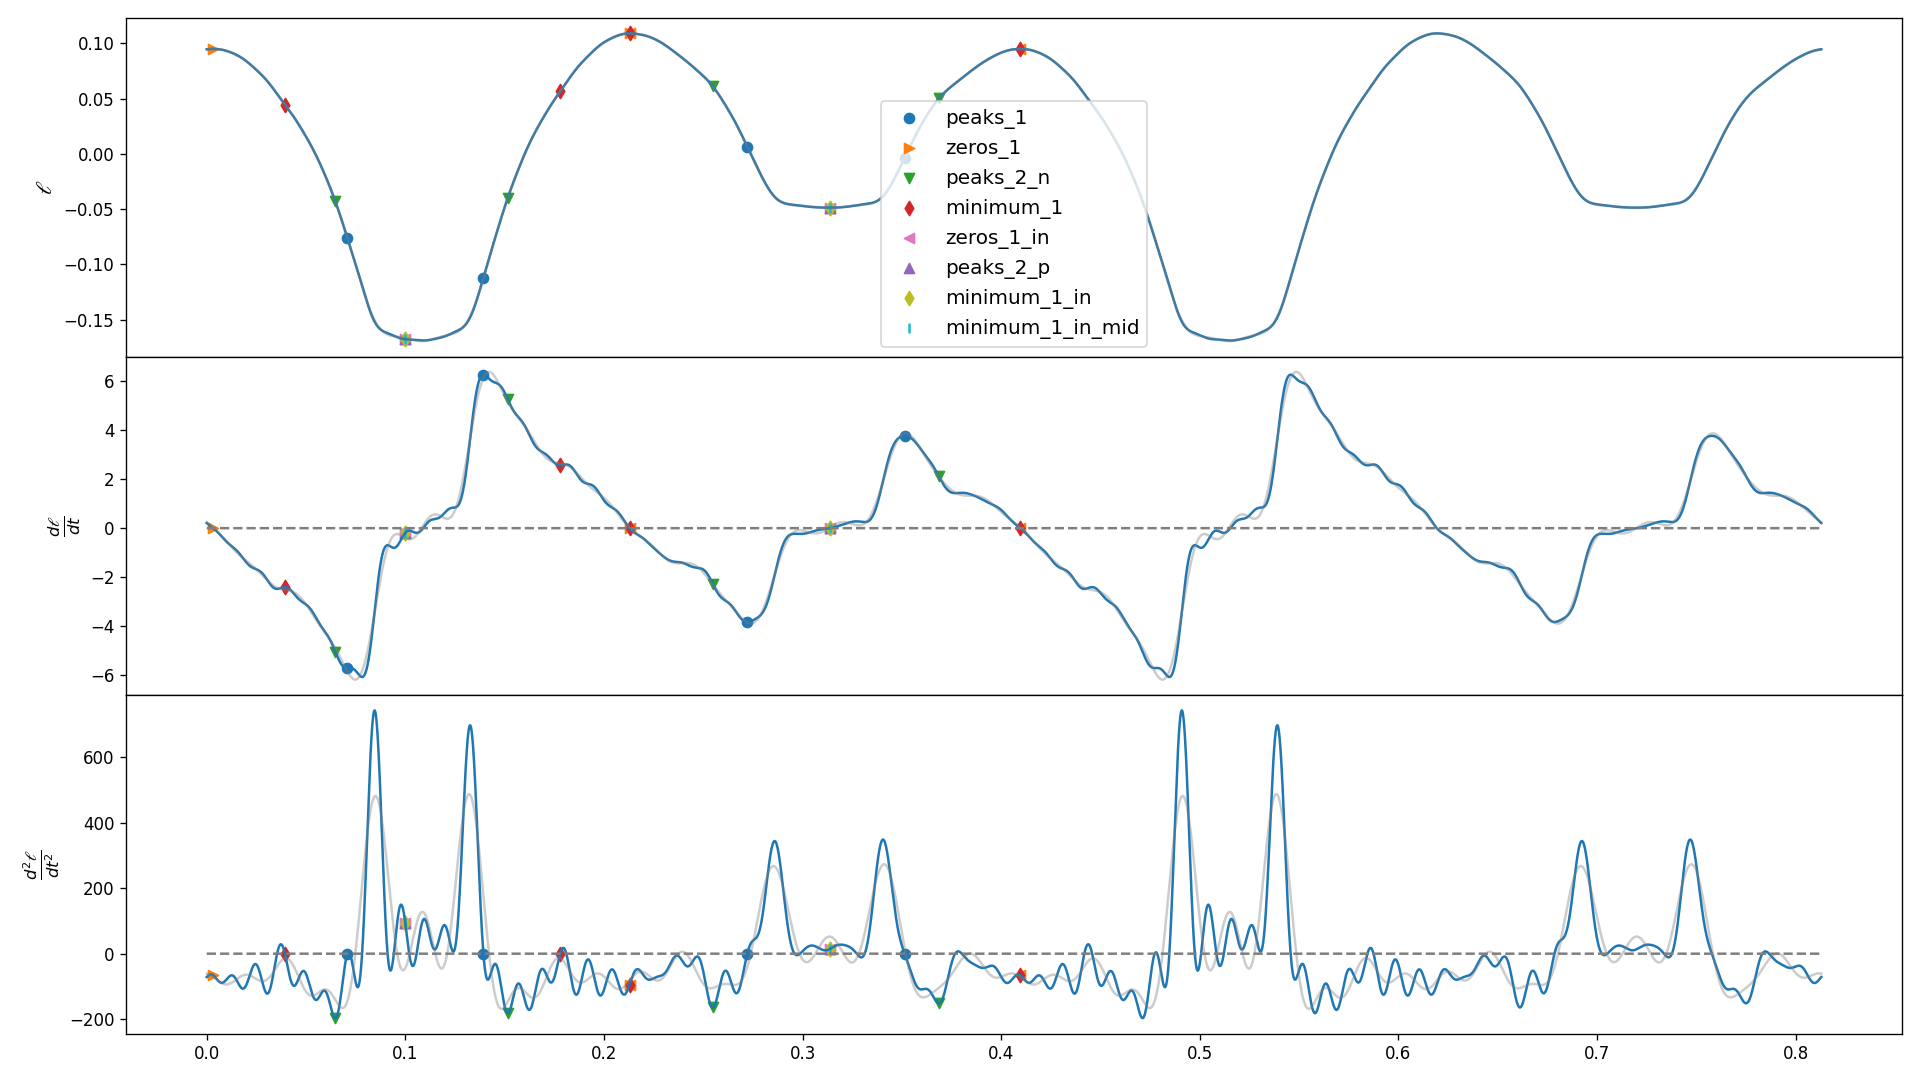 0.10
0.05
0.00
−0.05
−0.10
−0.15
ℓ
peaks_1
zeros_1
peaks_2_n
minimum_1
zeros_1_in
peaks_2_p
minimum_1_in
minimum_1_in_mid
6
4
2
0
−2
−4
−6
dℓ
dt
600
400
200
0
−200
d²ℓ
dt²
0.0 0.1 0.2 0.3 0.4 0.5 0.6 0.7 0.8